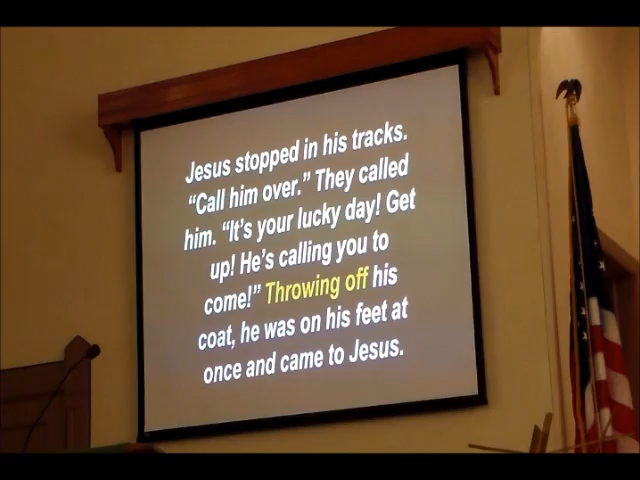 Jesus stopped in his tracks.
“Call him over.” They called
him. “It’s your lucky day! Get
up! He’s calling you to
come!” Throwing off his
coat, he was on his feet at
once and came to Jesus.